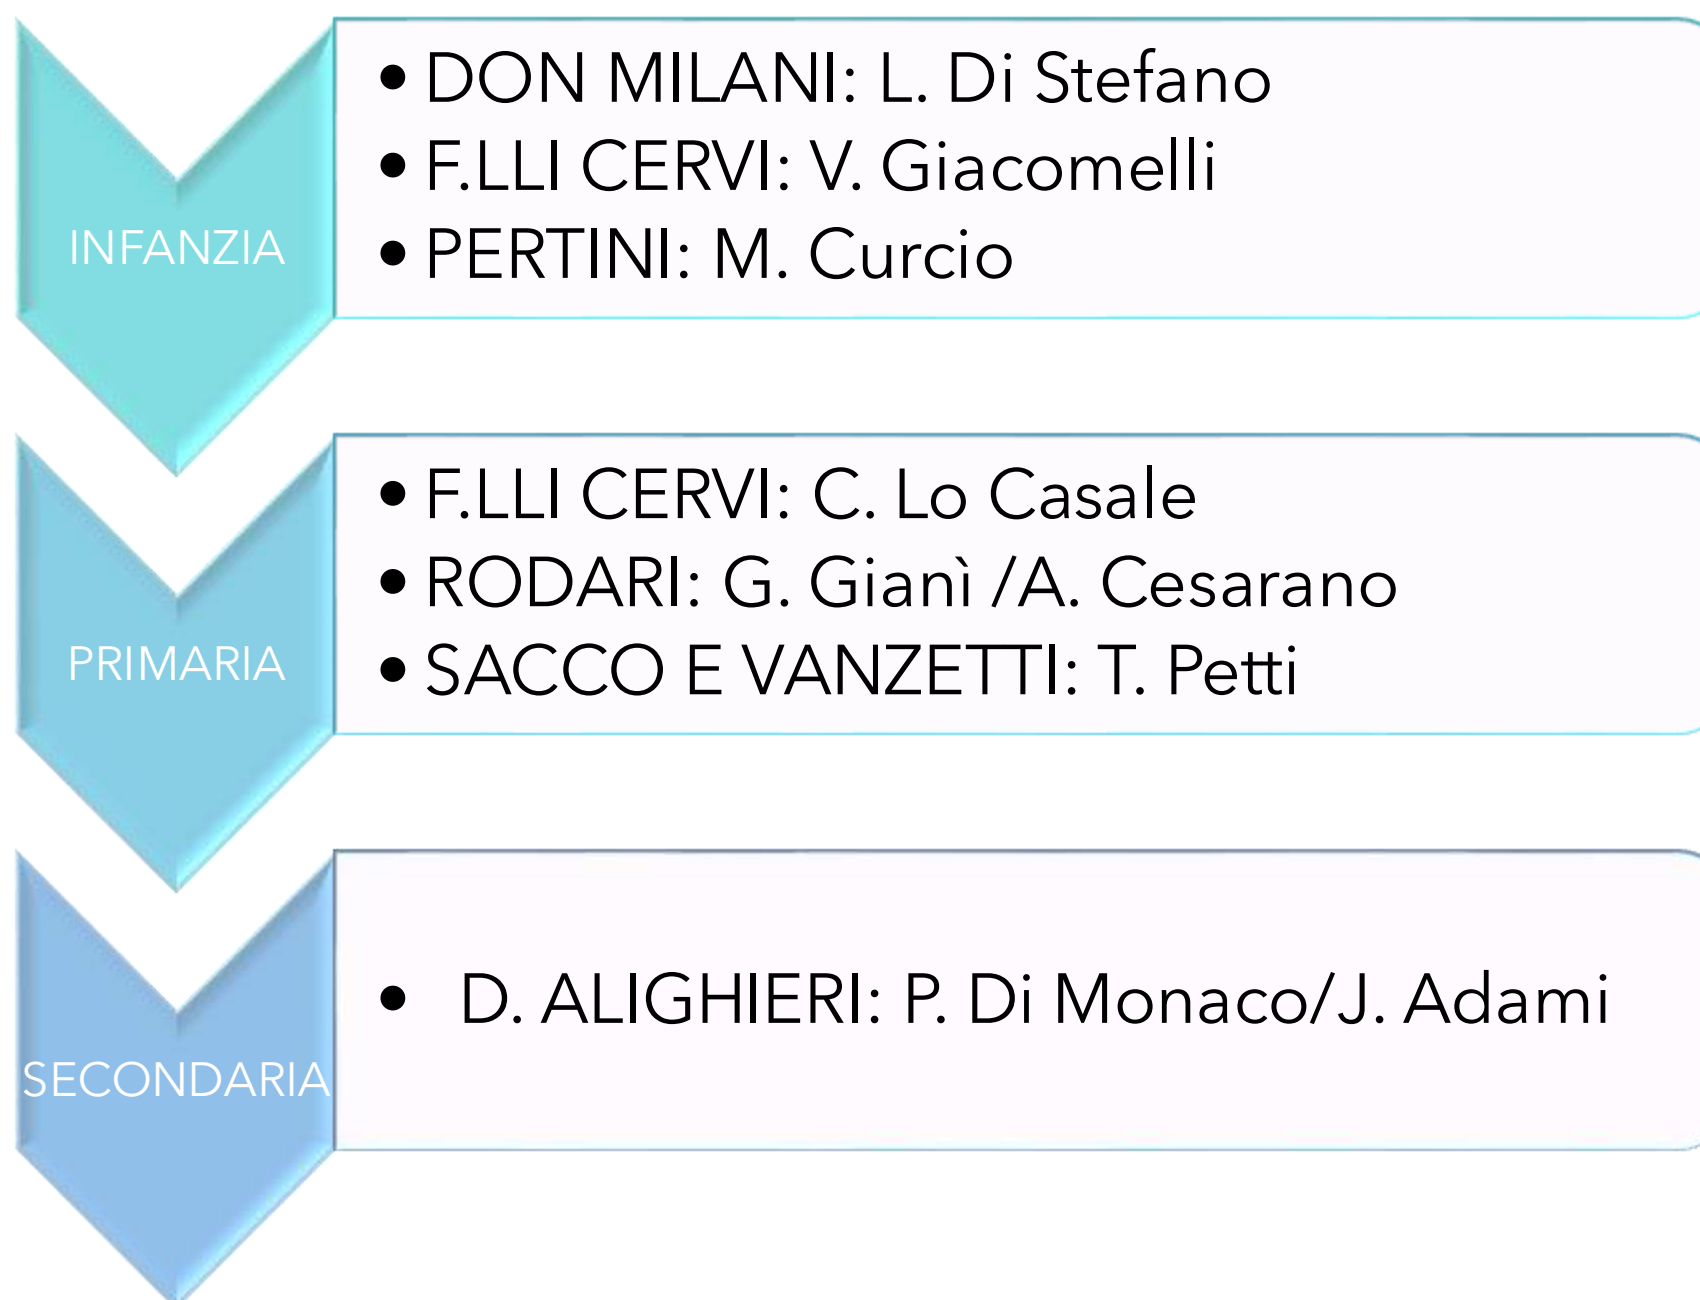 INFANZIA
• DON MILANI: L. Di Stefano
• F.LLI CERVI: V. Giacomelli
• PERTINI: M. Curcio
PRIMARIA
• F.LLI CERVI: C. Lo Casale
• RODARI: G. Gianì /A. Cesarano
• SACCO E VANZETTI: T. Petti
SECONDARIA
• D. ALIGHIERI: P. Di Monaco/J. Adami